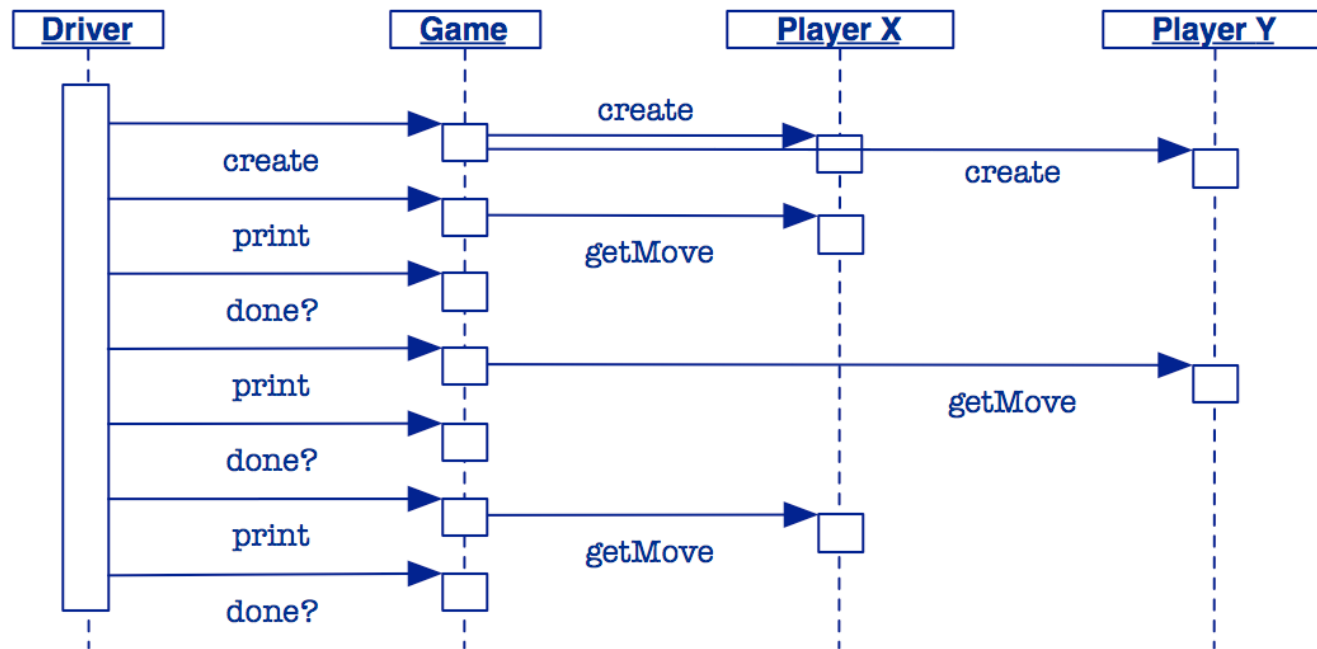 Driver
Game
Player X
Player Y
create
create
create
print
getMove
done?
print
getMove
done?
print
getMove
done?